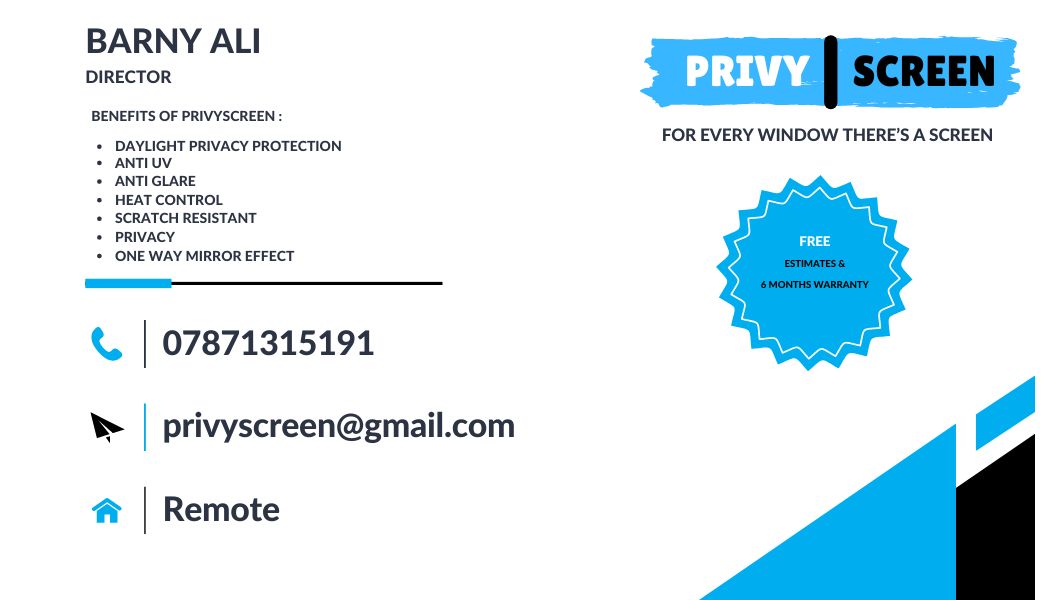 BARNY ALI
DIRECTOR
BENEFITS OF PRIVYSCREEN :
• DAYLIGHT PRIVACY PROTECTION
• ANTI UV
• ANTI GLARE
• HEAT CONTROL
• SCRATCH RESISTANT
• PRIVACY
• ONE WAY MIRROR EFFECT
07871315191
privyscreen@gmail.com
Remote
PRIVY SCREEN
FOR EVERY WINDOW THERE'S A SCREEN
FREE
ESTIMATES &
6 MONTHS WARRANTY